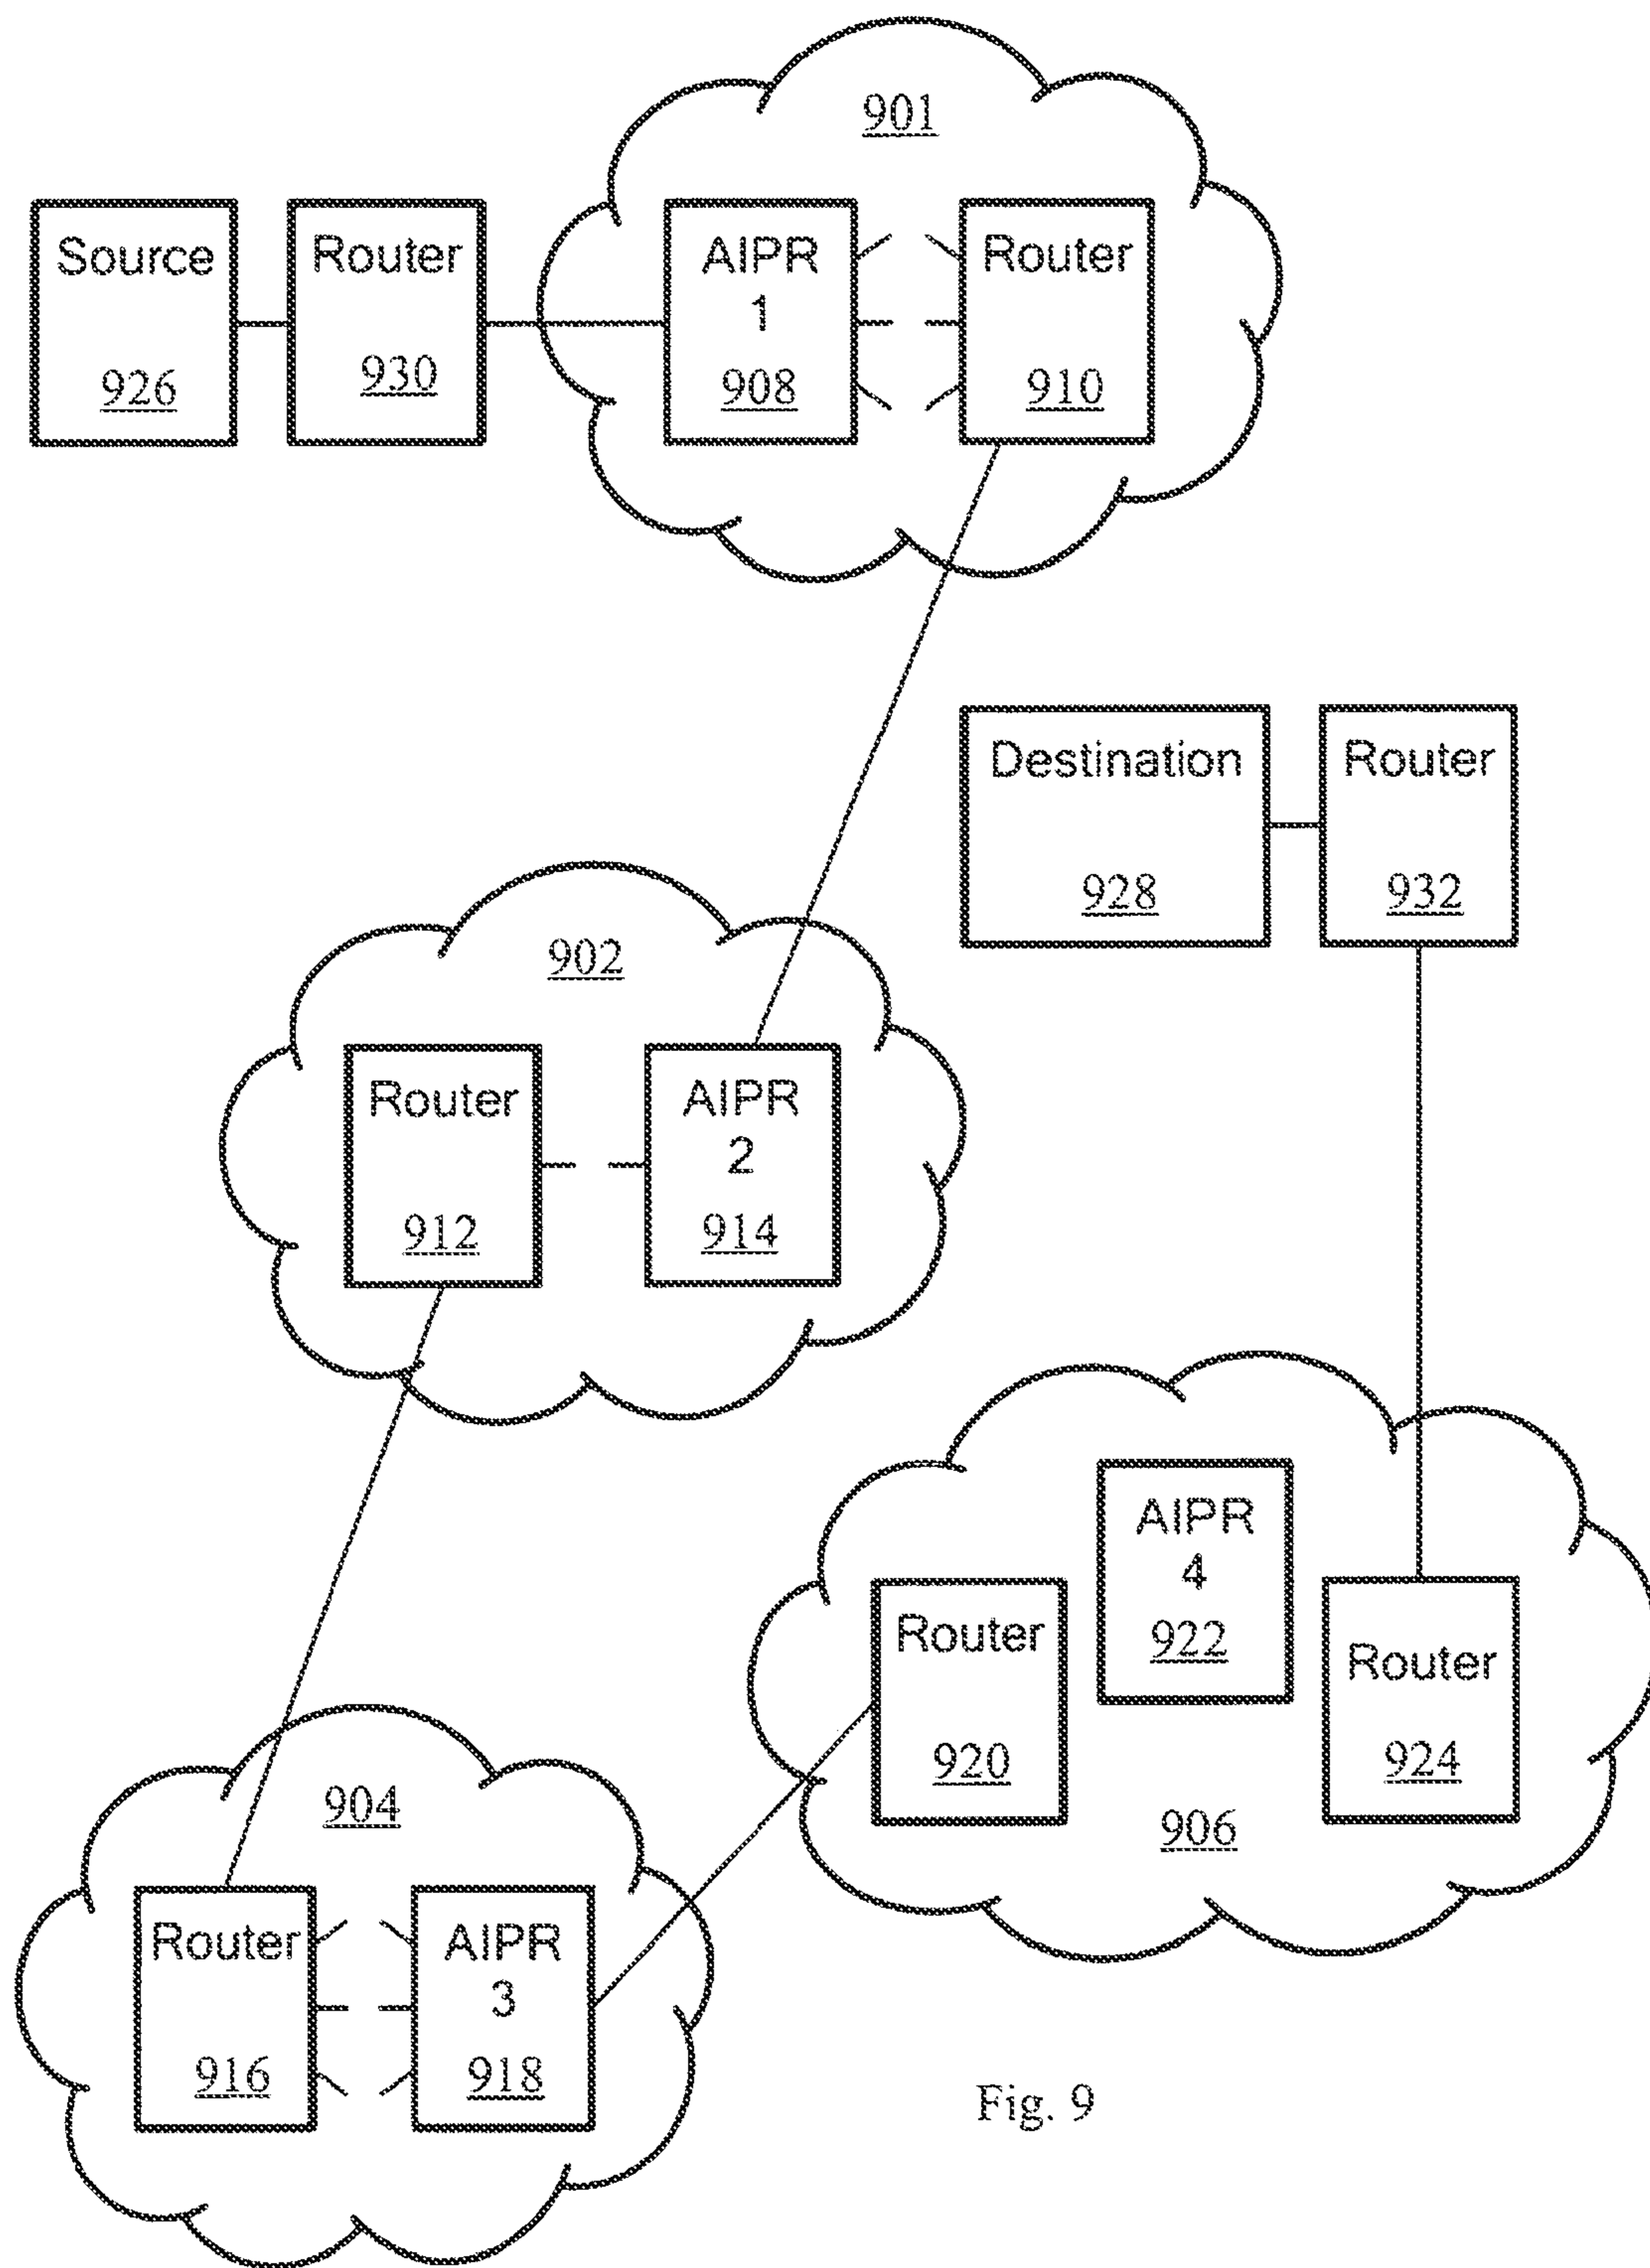 901
Source
926
Router
930
AIPR
1
908
Router
910
Destination
928
Router
932
902
Router
912
AIPR
2
914
AIPR
4
922
Router
920
Router
924
906
904
Router
916
AIPR
3
918
Fig. 9